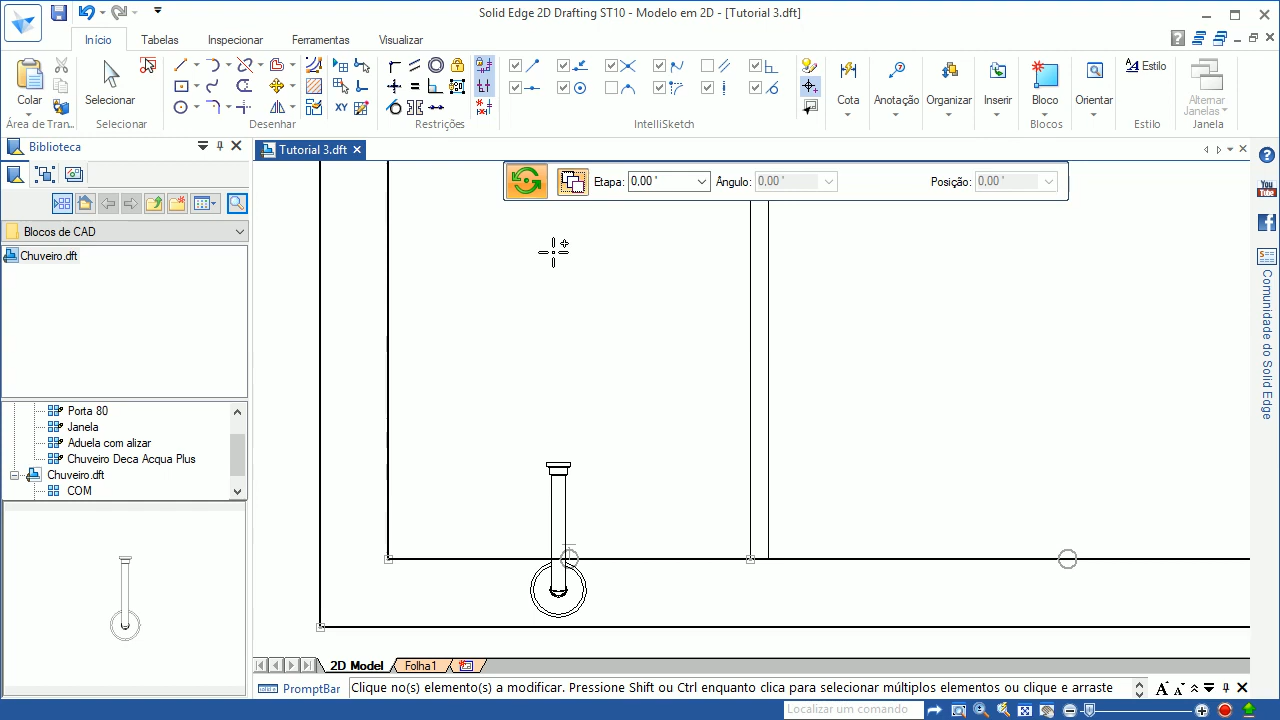 Solid Edge 2D Drafting ST10 - Modelo em 2D - [Tutorial 3.dft]
Início
Tabelas
Inspecionar
Ferramentas
Visualizar
Colar
Selecionar
Cota
Anotação
Organizar
Inserir
Bloco
Orientar
Estilo
Alternar
Janelas
Área de Tran...
Selecionar
Desenhar
Restrições
IntelliSketch
Blocos
Estilo
Janela
XY
Biblioteca
Tutorial 3.dft
Etapa: 0,00 '
Ângulo: 0,00 '
Posição: 0,00 '
Blocos de CAD
Chuveiro.dft
Porta 80
Janela
Aduela com alizar
Chuveiro Deca Acqua Plus
Chuveiro.dft
COM
You
Tube
Comunidade do Solid Edge
2D Model
Folha1
solid edge
PromptBar
Clique no(s) elemento(s) a modificar. Pressione Shift ou Ctrl enquanto clica para selecionar múltiplos elementos ou clique e arraste
Localizar um comando